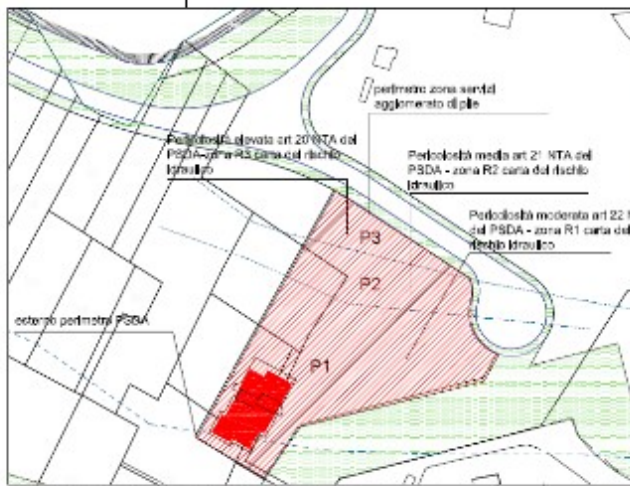 perimetro zona servizi
agglomerato di pile
Pericolosità elevata art 20 NTA del
PSDA-zona R3 carta del rischio
idraulico
Pericolosità media art 21 NTA del
PSDA - zona R2 carta del rischio
idraulico
Pericolosità moderata art 22
del PSDA - zona R1 carta del
rischio idraulico
P3
P2
esterno perimetri PSDA
P1